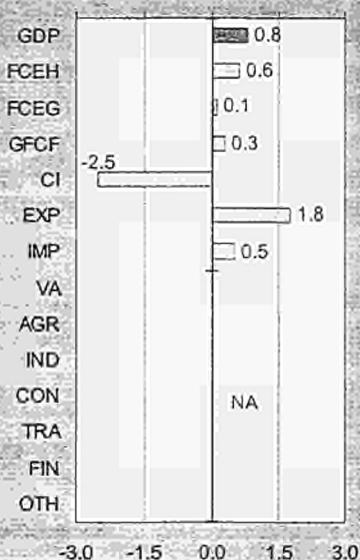 GDP 0.8
FCEH 0.6
FCEG 0.1
GFCF 0.3
-2.5
CI
EXP 1.8
IMP 0.5
VA
AGR
IND
CON NA
TRA
FIN
OTH
-3.0 -1.5 0.0 1.5 3.0